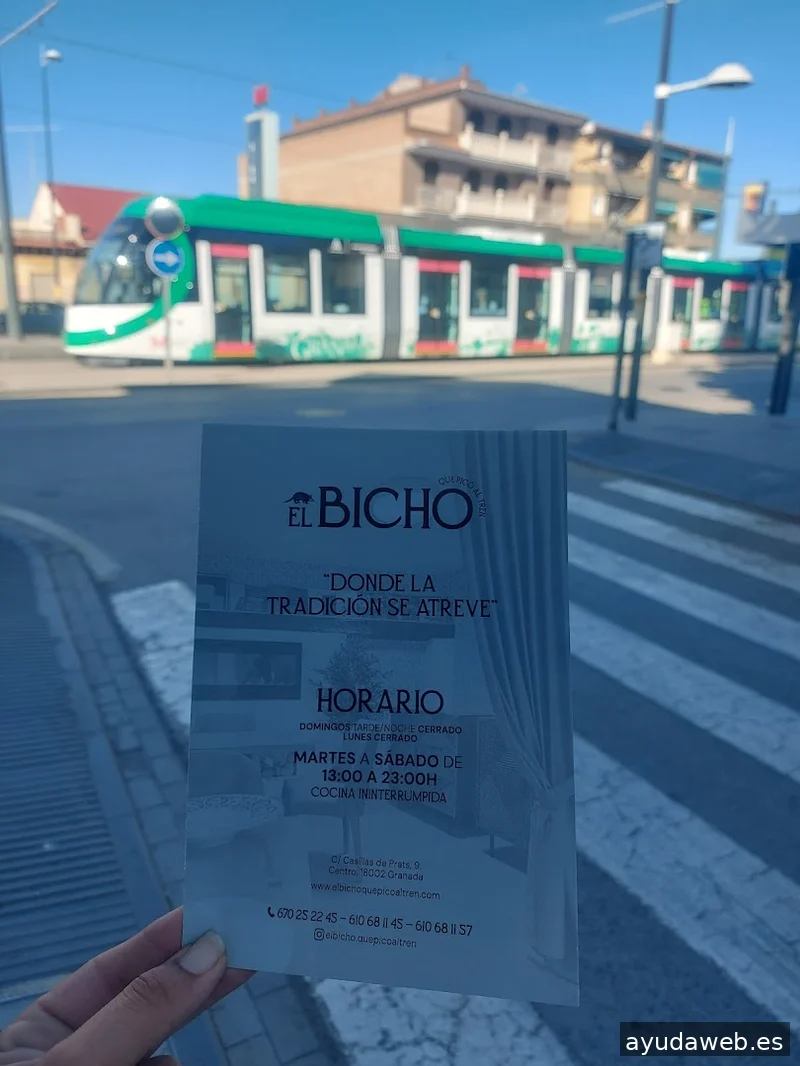 EL BICHO
QUE PICÓ AL TREN
"DONDE LA
TRADICIÓN SE ATREVE"
HORARIO
DOMINGOS TARDE/NOCHE CERRADO
LUNES CERRADO
MARTES A SÁBADO DE
13:00 A 23:00H
COCINA ININTERRUMPIDA
C/ Casillas de Prats, 9,
Centro, 18002 Granada
www.elbichoquepicoaltren.com
670 25 22 45 – 610 68 11 45 – 610 68 11 57
elbicho.quepicoaltren
ayudaweb.es